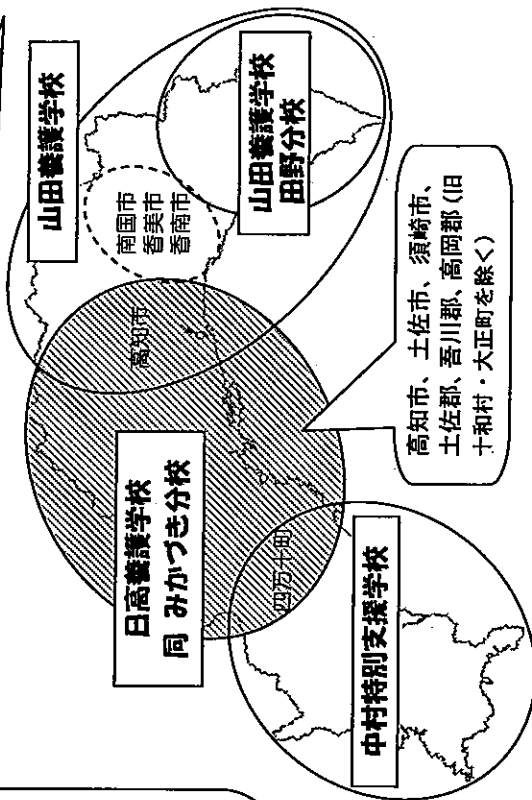 山田養護学校
山田養護学校
田野分校
南国市
香美市
香南市
高知市
日高養護学校
同 みかづき分校
四万十町
中村特別支援学校
高知市、土佐市、須崎市、
土佐郡、吾川郡、高岡郡（旧
十和村・大正町を除く）